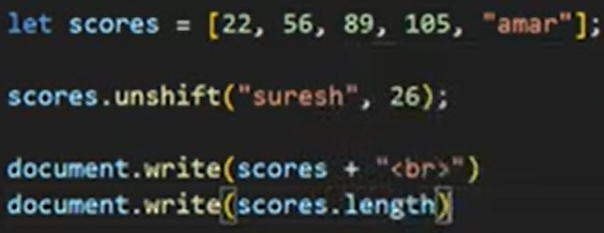 let scores = [22, 56, 89, 105, "amar"];
scores.unshift("suresh", 26);
document.write(scores + "<br>")
document.write(scores.length)